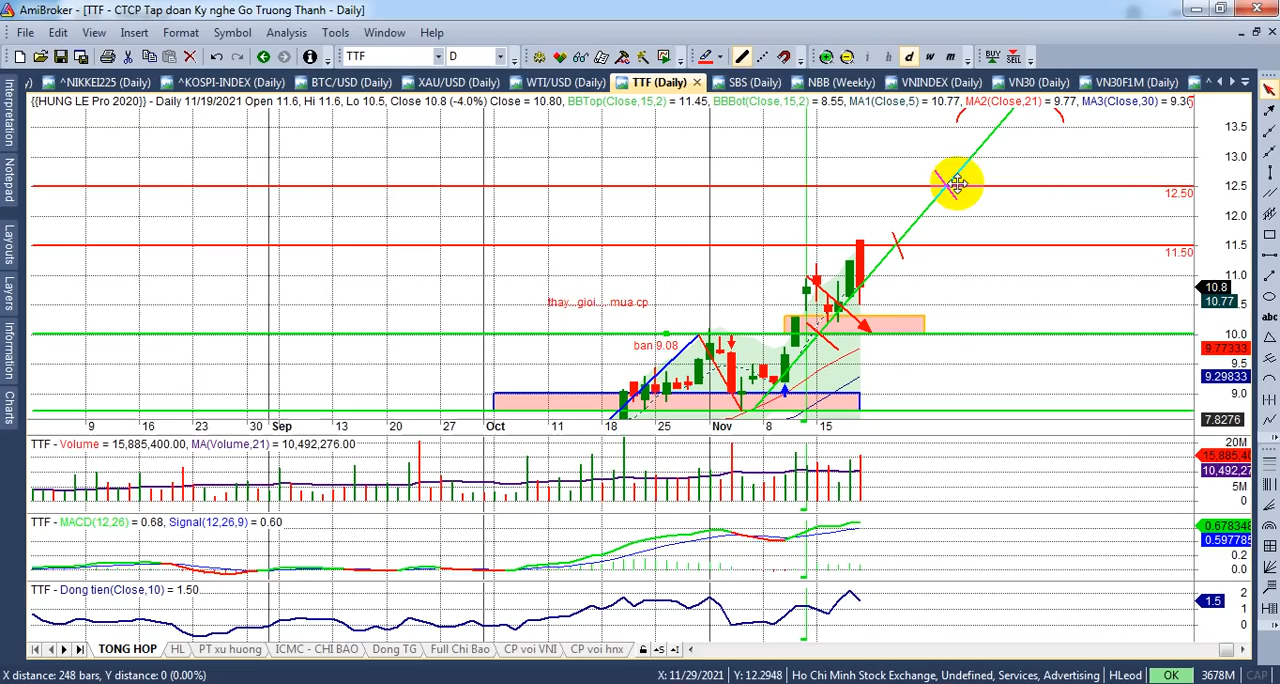 AmiBroker - [TTF - CTCP Tap doan Ky nghe Go Truong Thanh - Daily]
File Edit View Insert Format Symbol Analysis Tools Window Help
TTF D d w m BUY SELL
^NIKKEI225 (Daily) ^KOSPI-INDEX (Daily) BTC/USD (Daily) XAU/USD (Daily) WTI/USD (Daily) TTF (Daily) SBS (Daily) NBB (Weekly) VNINDEX (Daily) VN30 (Daily) VN30F1M (Daily)
{{HUNG LE Pro 2020}} - Daily 11/19/2021 Open 11.6, Hi 11.6, Lo 10.5, Close 10.8 (-4.0%) Close = 10.80, BBTop(Close,15,2) = 11.45, BBBot(Close,15,2) = 8.55, MA1(Close,5) = 10.77, MA2(Close,21) = 9.77, MA3(Close,30) = 9.30
Interpretation
Notepad
Layouts
Layers
Information
Charts
abc
13.5
13.0
12.5
12.50
12.0
11.5
11.50
11.0
10.8
10.77
10.5
10.0
9.77333
9.5
9.29833
9.0
7.8276
thay...gioi.... mua cp
ban 9.08
9 16 23 30 Sep 13 20 27 Oct 11 18 25 Nov 8 15
TTF - Volume = 15,885,400.00, MA(Volume,21) = 10,492,276.00
20M
15,885,40
10,492,27
5M
0
TTF - MACD(12,26) = 0.68, Signal(12,26,9) = 0.60
0.678348
0.597785
0.2
0.0
TTF - Dong tien(Close,10) = 1.50
2
1.5
1
0
TONG HOP HL PT xu huong ICMC - CHI BAO Dong TG Full Chi Bao CP voi VNI CP voi hnx
X distance: 248 bars, Y distance: 0 (0.00%) X: 11/29/2021 Y: 12.2948 Ho Chi Minh Stock Exchange, Undefined, Services, Advertising HLeod OK 3678M CAP